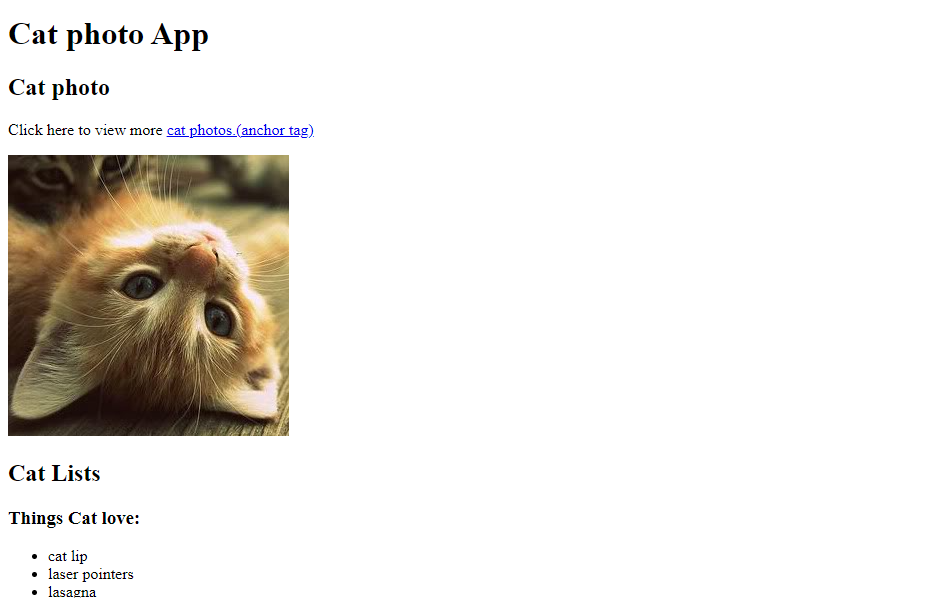 Cat photo App
Cat photo
Click here to view more cat photos.(anchor tag)
Cat Lists
Things Cat love:
cat lip
laser pointers
lasagna